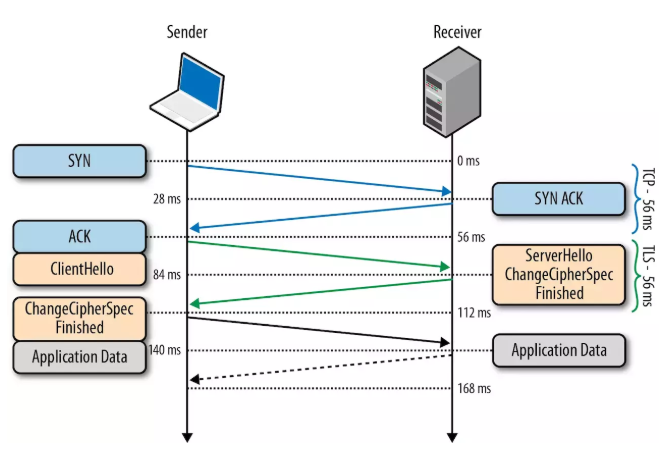 Sender
Receiver
SYN
0 ms
28 ms
SYN ACK
TCP - 56 ms
ACK
56 ms
ClientHello
84 ms
ServerHello
ChangeCipherSpec
Finished
TLS - 56 ms
ChangeCipherSpec
Finished
112 ms
Application Data
140 ms
Application Data
168 ms